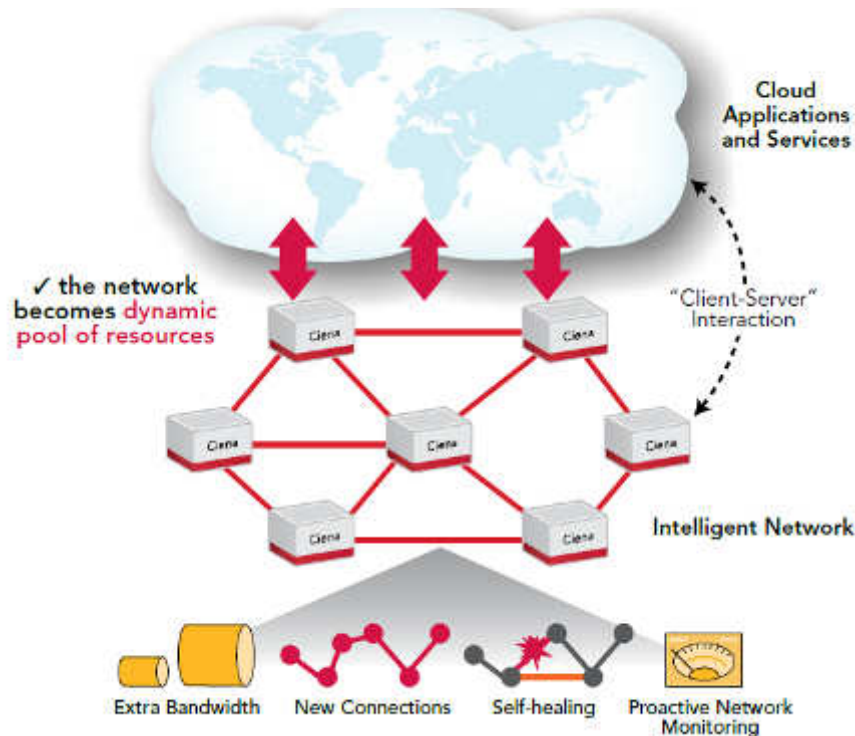 Cloud
Applications
and Services
✓ the network
becomes dynamic
pool of resources
"Client-Server"
Interaction
Ciena
Ciena
Ciena
Ciena
Ciena
Ciena
Ciena
Intelligent Network
Extra Bandwidth
New Connections
Self-healing
Proactive Network
Monitoring